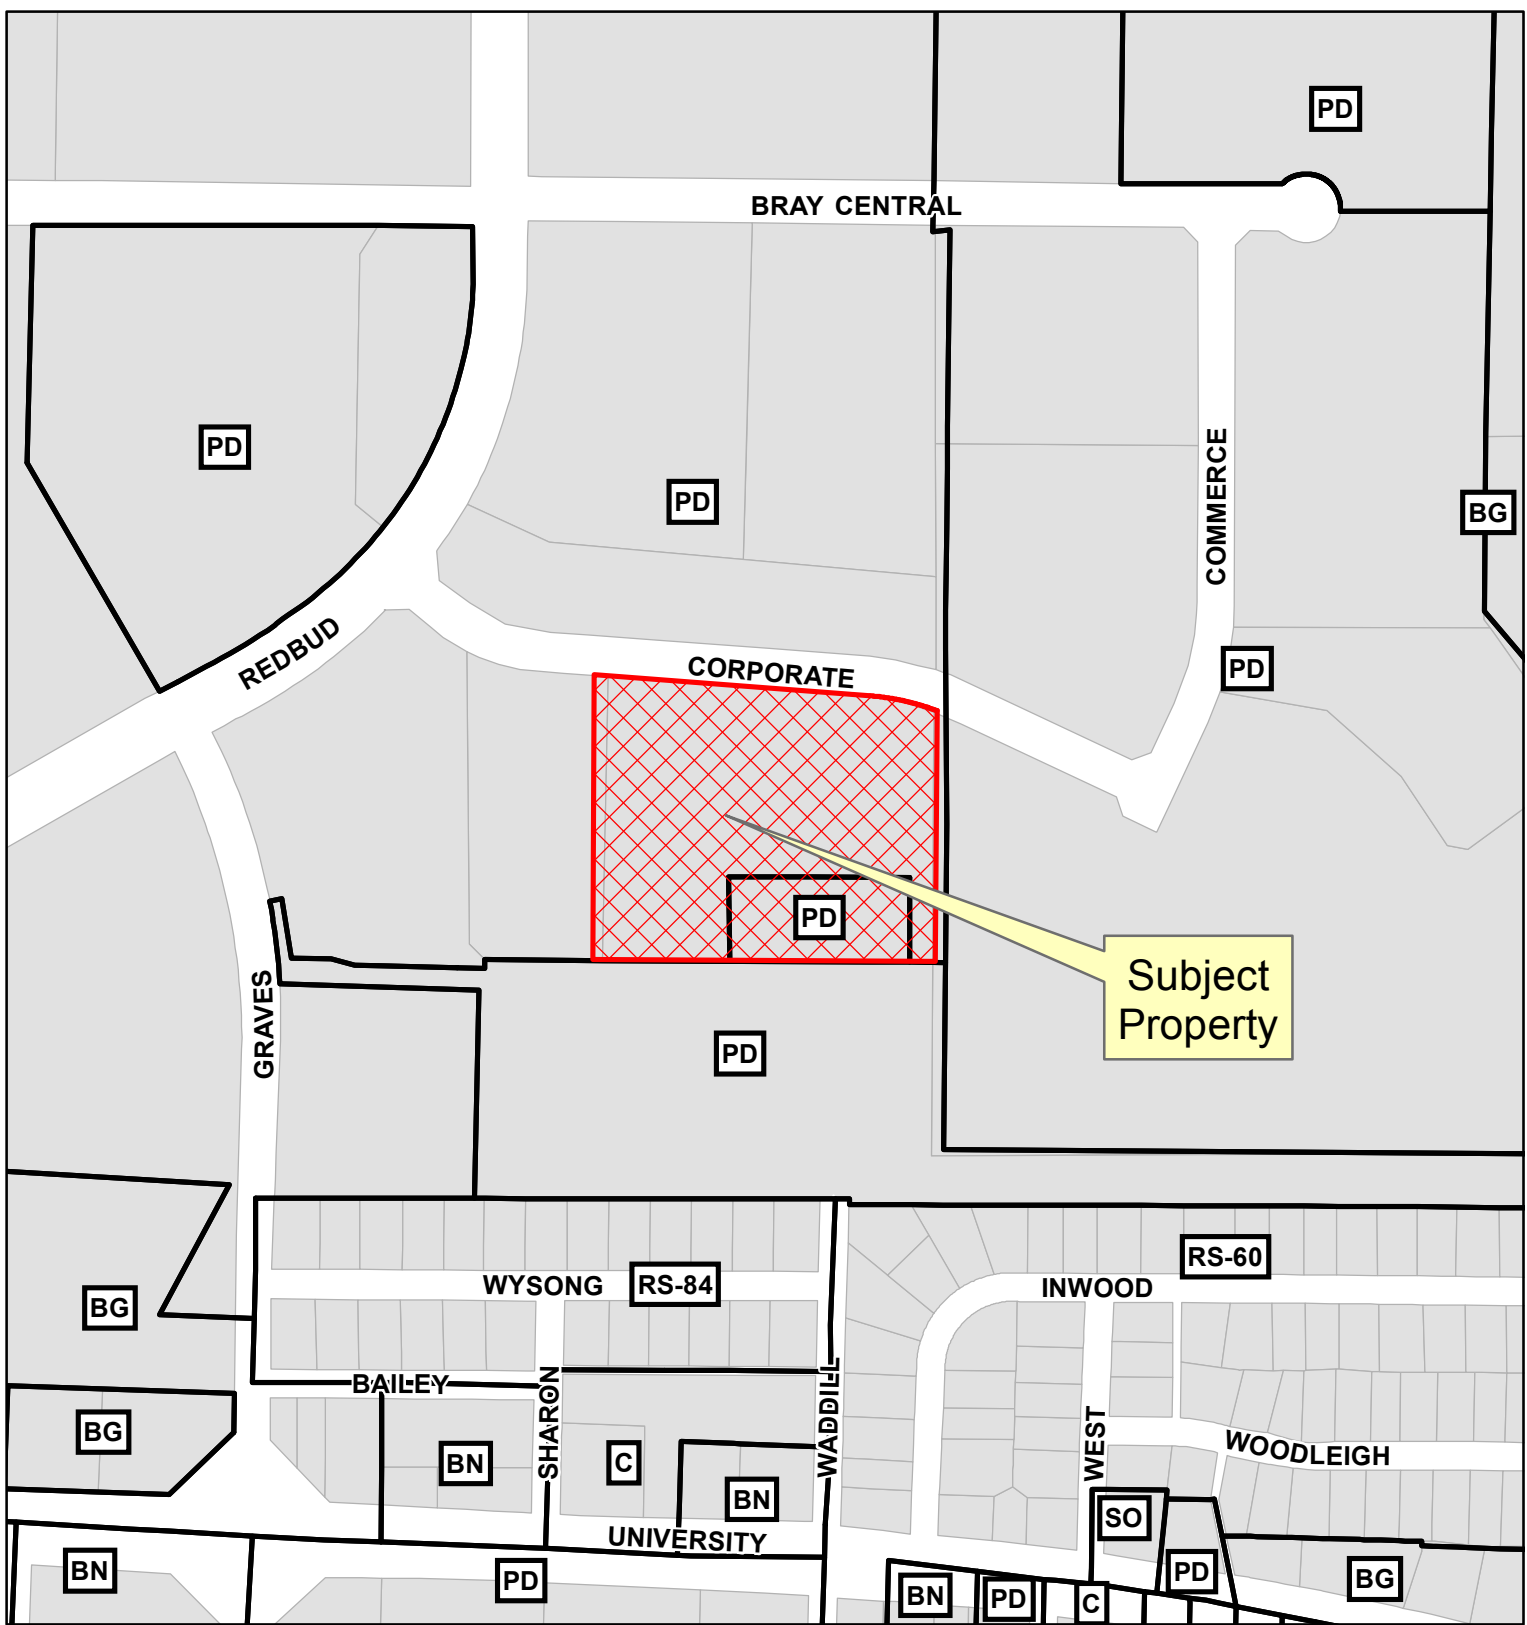 PD
BRAY CENTRAL
PD
PD
COMMERCE
BG
REDBUD
CORPORATE
PD
PD
Subject
Property
GRAVES
PD
RS-60
WYSONG
RS-84
INWOOD
BG
BAILEY
SHARON
WADDILL
WEST
BG
BN
C
WOODLEIGH
BN
SO
UNIVERSITY
BN
PD
PD
BG
BN
PD
C